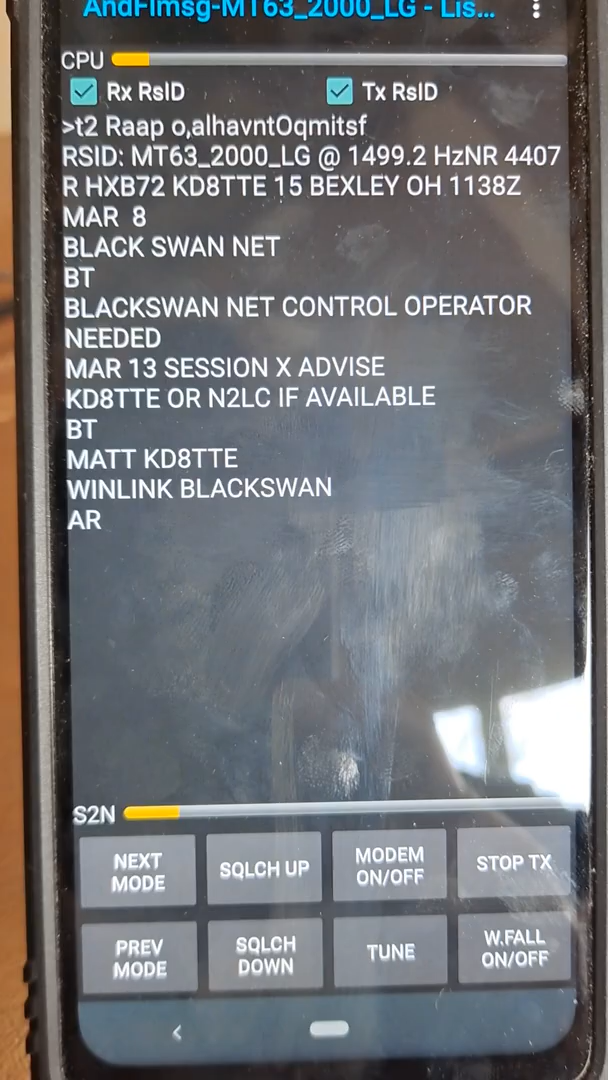 AndFlmsg-MT63_2000_LG - Lis...
CPU
Rx RsID Tx RsID
>t2 Raap o,alhavntOqmitsf
RSID: MT63_2000_LG @ 1499.2 HzNR 4407
R HXB72 KD8TTE 15 BEXLEY OH 1138Z
MAR 8
BLACK SWAN NET
BT
BLACKSWAN NET CONTROL OPERATOR
NEEDED
MAR 13 SESSION X ADVISE
KD8TTE OR N2LC IF AVAILABLE
BT
MATT KD8TTE
WINLINK BLACKSWAN
AR
S2N
NEXT
MODE
SQLCH UP
MODEM
ON/OFF
STOP TX
PREV
MODE
SQLCH
DOWN
TUNE
W.FALL
ON/OFF